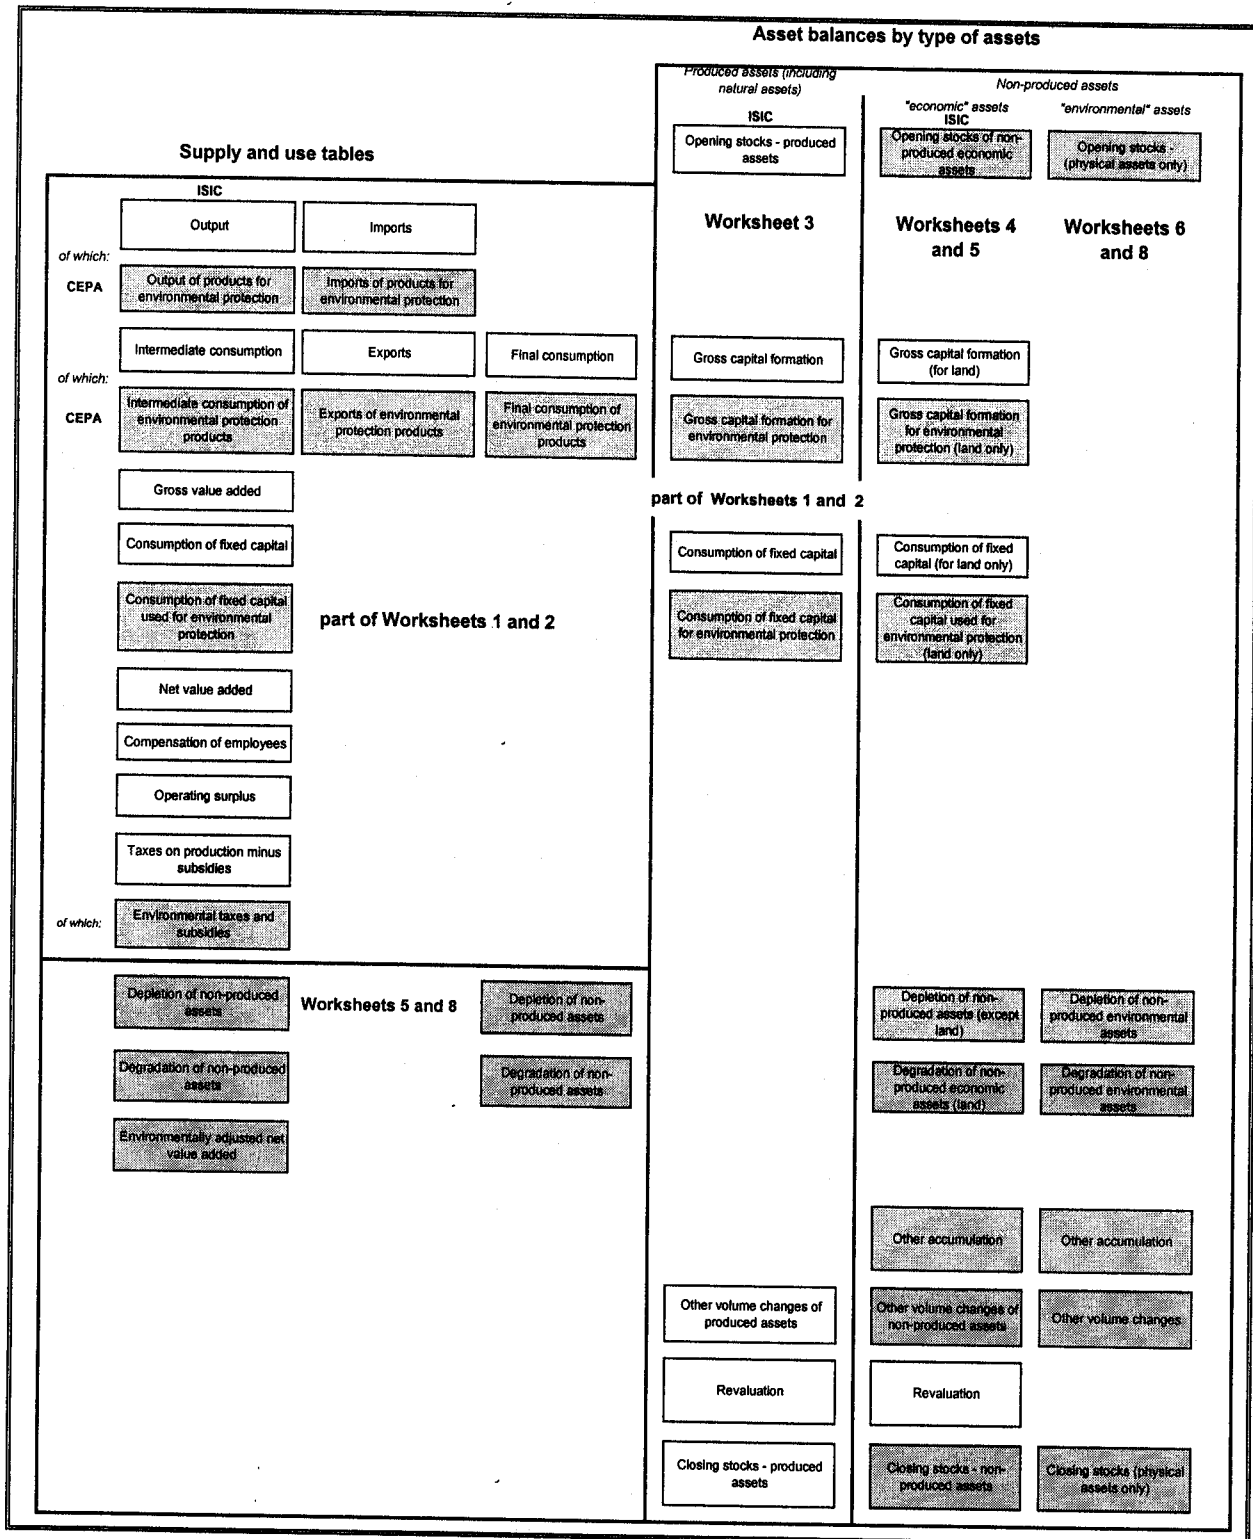 Asset balances by type of assets
Produced assets (including
natural assets)
Non-produced assets
"economic" assets
"environmental" assets
ISIC
ISIC
Opening stocks - produced
assets
Opening stocks of non-
produced economic
assets
Opening stocks -
(physical assets only)
Supply and use tables
ISIC
Output
Imports
Worksheet 3
Worksheets 4
and 5
Worksheets 6
and 8
of which:
CEPA
Output of products for
environmental protection
Imports of products for
environmental protection
Intermediate consumption
Exports
Final consumption
Gross capital formation
Gross capital formation
(for land)
of which:
CEPA
Intermediate consumption of
environmental protection
products
Exports of environmental
protection products
Final consumption of
environmental protection
products
Gross capital formation for
environmental protection
Gross capital formation
for environmental
protection (land only)
Gross value added
part of Worksheets 1 and 2
Consumption of fixed capital
Consumption of fixed capital
Consumption of fixed
capital (for land only)
Consumption of fixed capital
used for environmental
protection
part of Worksheets 1 and 2
Consumption of fixed capital
for environmental protection
Consumption of fixed
capital used for
environmental protection
(land only)
Net value added
Compensation of employees
Operating surplus
Taxes on production minus
subsidies
of which:
Environmental taxes and
subsidies
Depletion of non-produced
assets
Worksheets 5 and 8
Depletion of non-
produced assets
Depletion of non-
produced assets (except
land)
Depletion of non-
produced environmental
assets
Degradation of non-produced
assets
Degradation of non-
produced assets
Degradation of non-
produced economic
assets (land)
Degradation of non-
produced environmental
assets
Environmentally adjusted net
value added
Other accumulation
Other accumulation
Other volume changes of
produced assets
Other volume changes of
non-produced assets
Other volume changes
Revaluation
Revaluation
Closing stocks - produced
assets
Closing stocks - non-
produced assets
Closing stocks (physical
assets only)